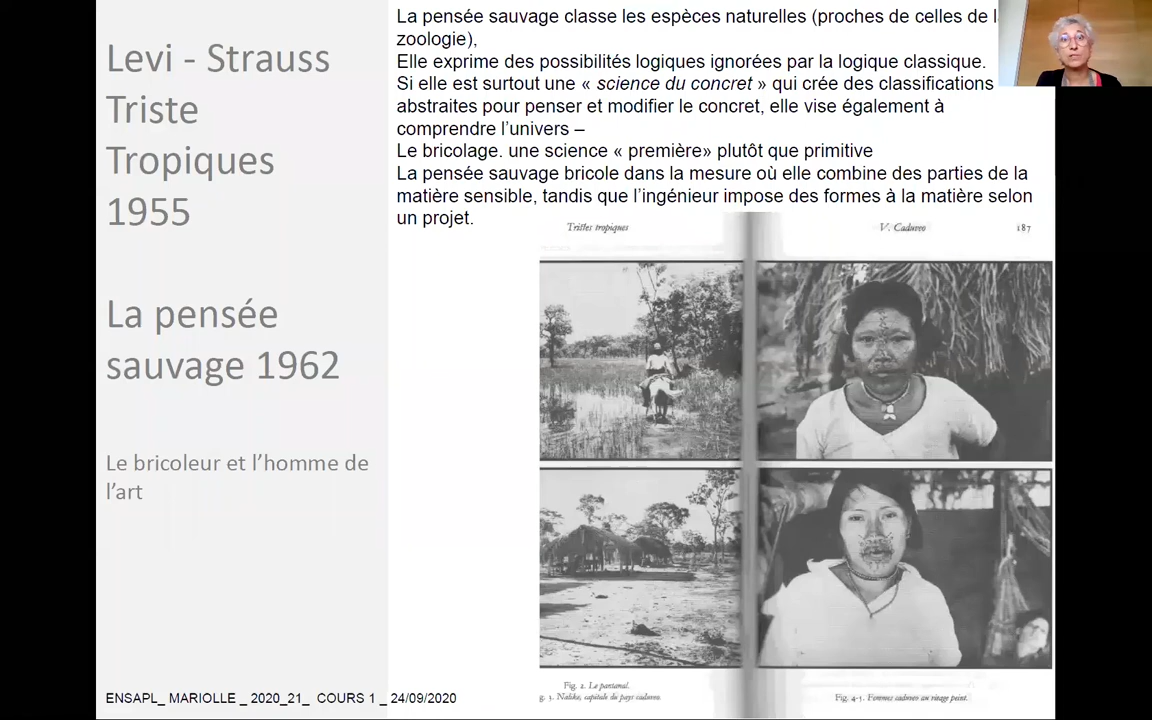 Levi - Strauss
Triste
Tropiques
1955
La pensée
sauvage 1962
Le bricoleur et l’homme de
l’art
La pensée sauvage classe les espèces naturelles (proches de celles de
zoologie),
Elle exprime des possibilités logiques ignorées par la logique classique.
Si elle est surtout une « science du concret » qui crée des classifications
abstraites pour penser et modifier le concret, elle vise également à
comprendre l’univers –
Le bricolage. une science « première» plutôt que primitive
La pensée sauvage bricole dans la mesure où elle combine des parties de la
matière sensible, tandis que l’ingénieur impose des formes à la matière selon
un projet.
Tristes tropiques
V. Caduveo 187
Fig. 2. Le pantanal.
g. 3. Nalike, capitale du pays caduveo.
Fig. 4-5. Femmes caduveo au visage peint.
ENSAPL_ MARIOLLE _ 2020_21_ COURS 1 _ 24/09/2020